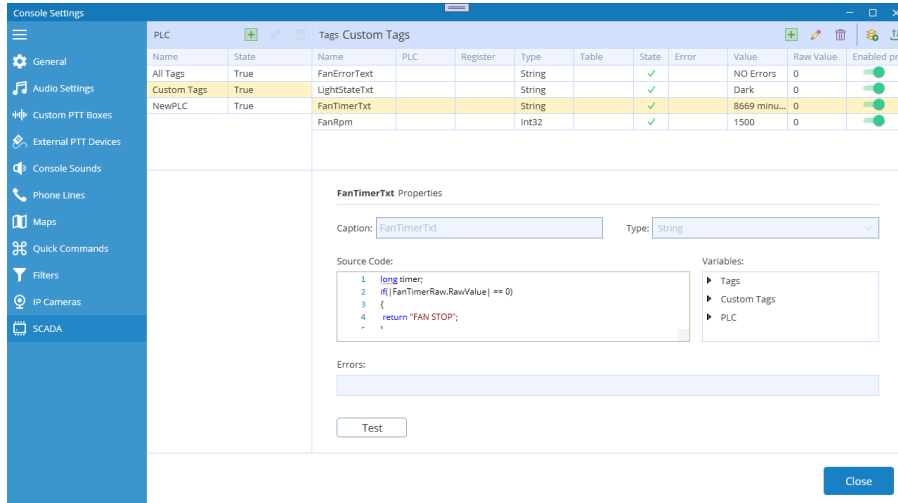 Console Settings
General
Audio Settings
Custom PTT Boxes
External PTT Devices
Console Sounds
Phone Lines
Maps
Quick Commands
Filters
IP Cameras
SCADA
PLC
Name State
All Tags True
Custom Tags True
NewPLC True
Tags Custom Tags
Name PLC Register Type Table State Error Value Raw Value Enabled pr
FanErrorText String NO Errors 0
LightStateTxt String Dark 0
FanTimerTxt String 8669 minu... 0
FanRpm Int32 1500 0
FanTimerTxt Properties
Caption: FanTimerTxt Type: String
Source Code:
1 long timer;
2 if(|FanTimerRaw.RawValue| == 0)
3 {
4 return "FAN STOP";
Variables:
Tags
Custom Tags
PLC
Errors:
Test
Close